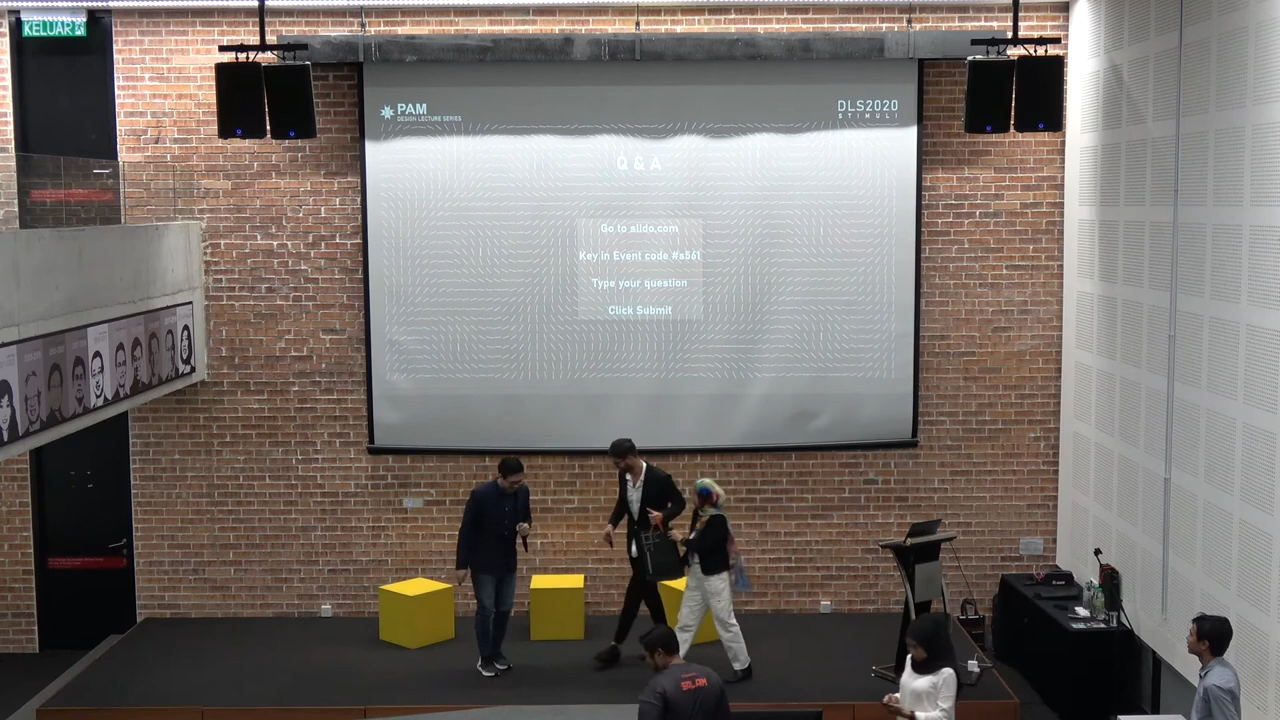 KELUAR
PAM
DESIGN LECTURE SERIES
DLS2020
STIMULI
Q & A
Go to slido.com
Key in Event code #s561
Type your question
Click Submit